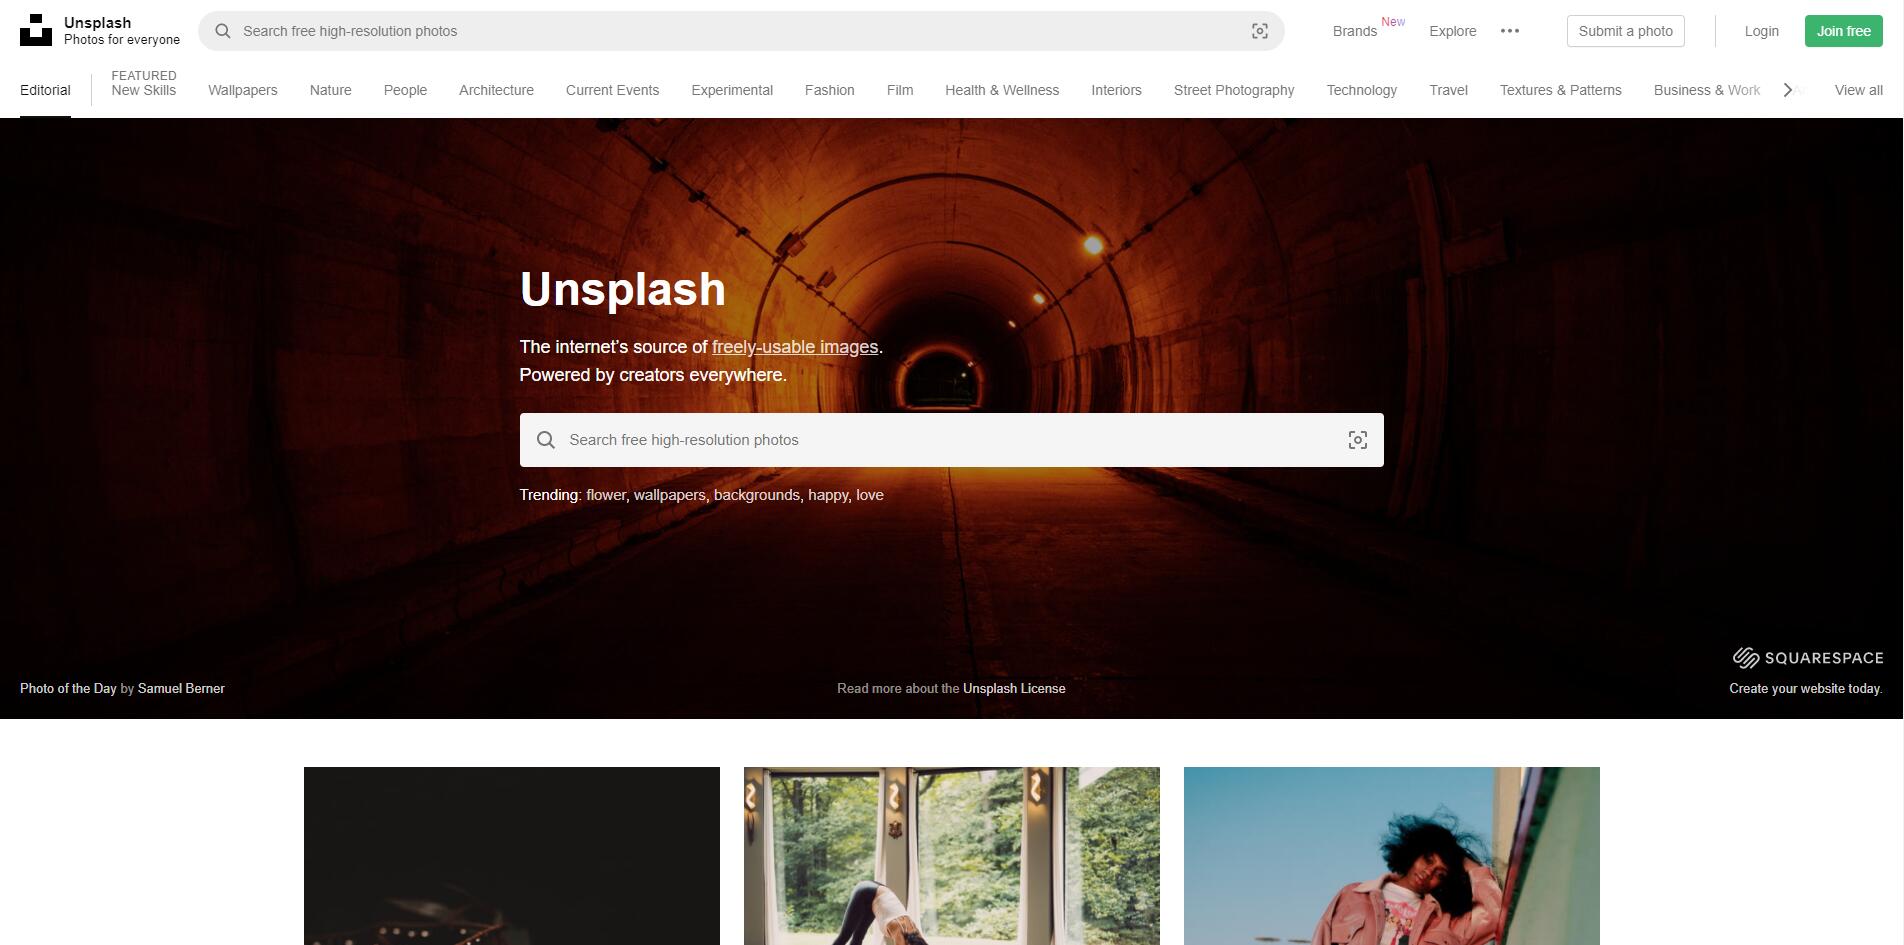 Unsplash
Photos for everyone
Search free high-resolution photos
Brands New
Explore
Submit a photo
Login
Join free
Editorial
FEATURED
New Skills
Wallpapers
Nature
People
Architecture
Current Events
Experimental
Fashion
Film
Health & Wellness
Interiors
Street Photography
Technology
Travel
Textures & Patterns
Business & Work
View all
Unsplash
The internet’s source of freely-usable images.
Powered by creators everywhere.
Search free high-resolution photos
Trending: flower, wallpapers, backgrounds, happy, love
Photo of the Day by Samuel Berner
Read more about the Unsplash License
SQUARESPACE
Create your website today.